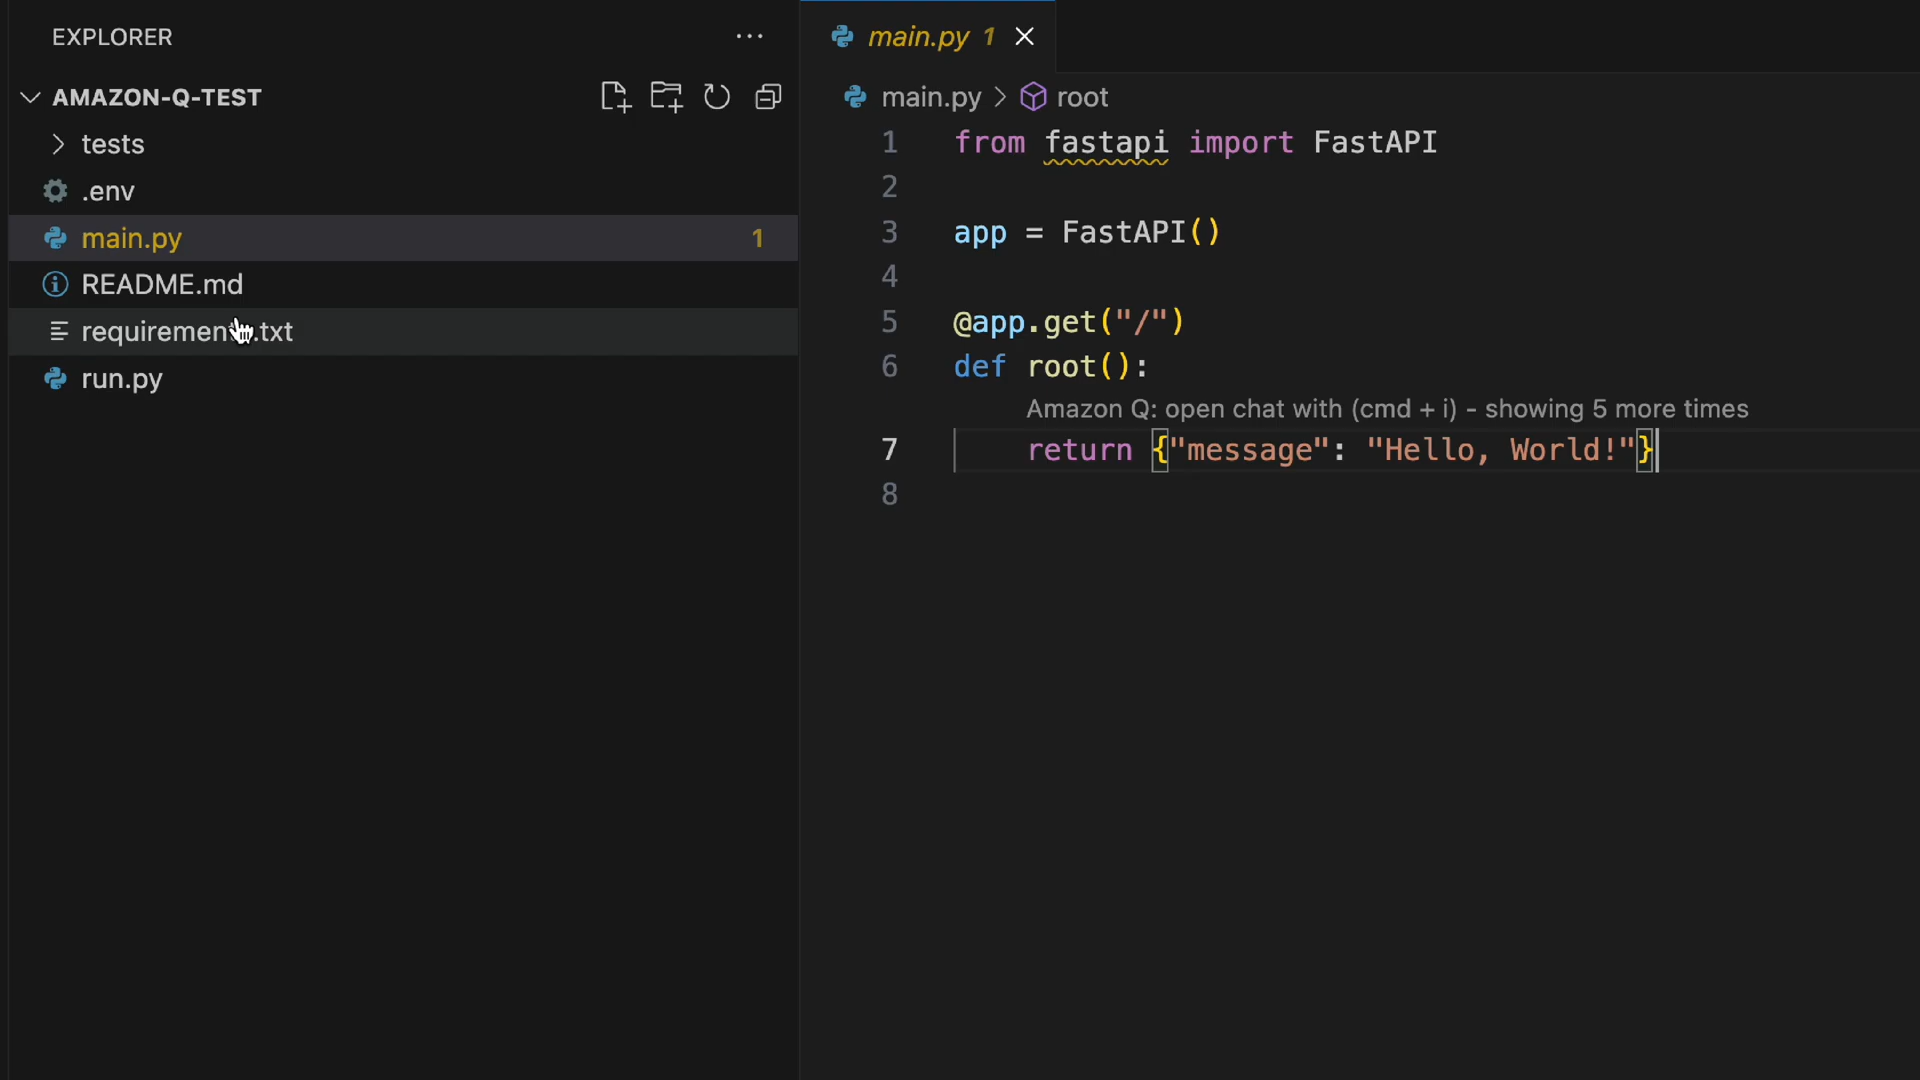 EXPLORER
AMAZON-Q-TEST
tests
.env
main.py 1
README.md
requirements.txt
run.py
main.py 1
main.py > root
1 from fastapi import FastAPI
2
3 app = FastAPI()
4
5 @app.get("/")
6 def root():
Amazon Q: open chat with (cmd + i) - showing 5 more times
7 return {"message": "Hello, World!"}
8